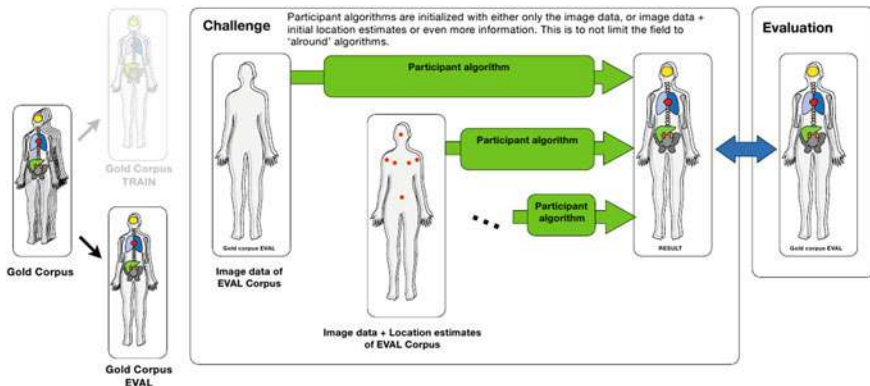 Challenge
Participant algorithms are initialized with either only the image data, or image data +
initial location estimates or even more information. This is to not limit the field to
'alround' algorithms.
Evaluation
Participant algorithm
Participant algorithm
Participant
algorithm
Gold Corpus
TRAIN
Gold Corpus
Gold corpus EVAL
RESULT
Gold corpus EVAL
Image data of
EVAL Corpus
Image data + Location estimates
of EVAL Corpus
Gold Corpus
EVAL